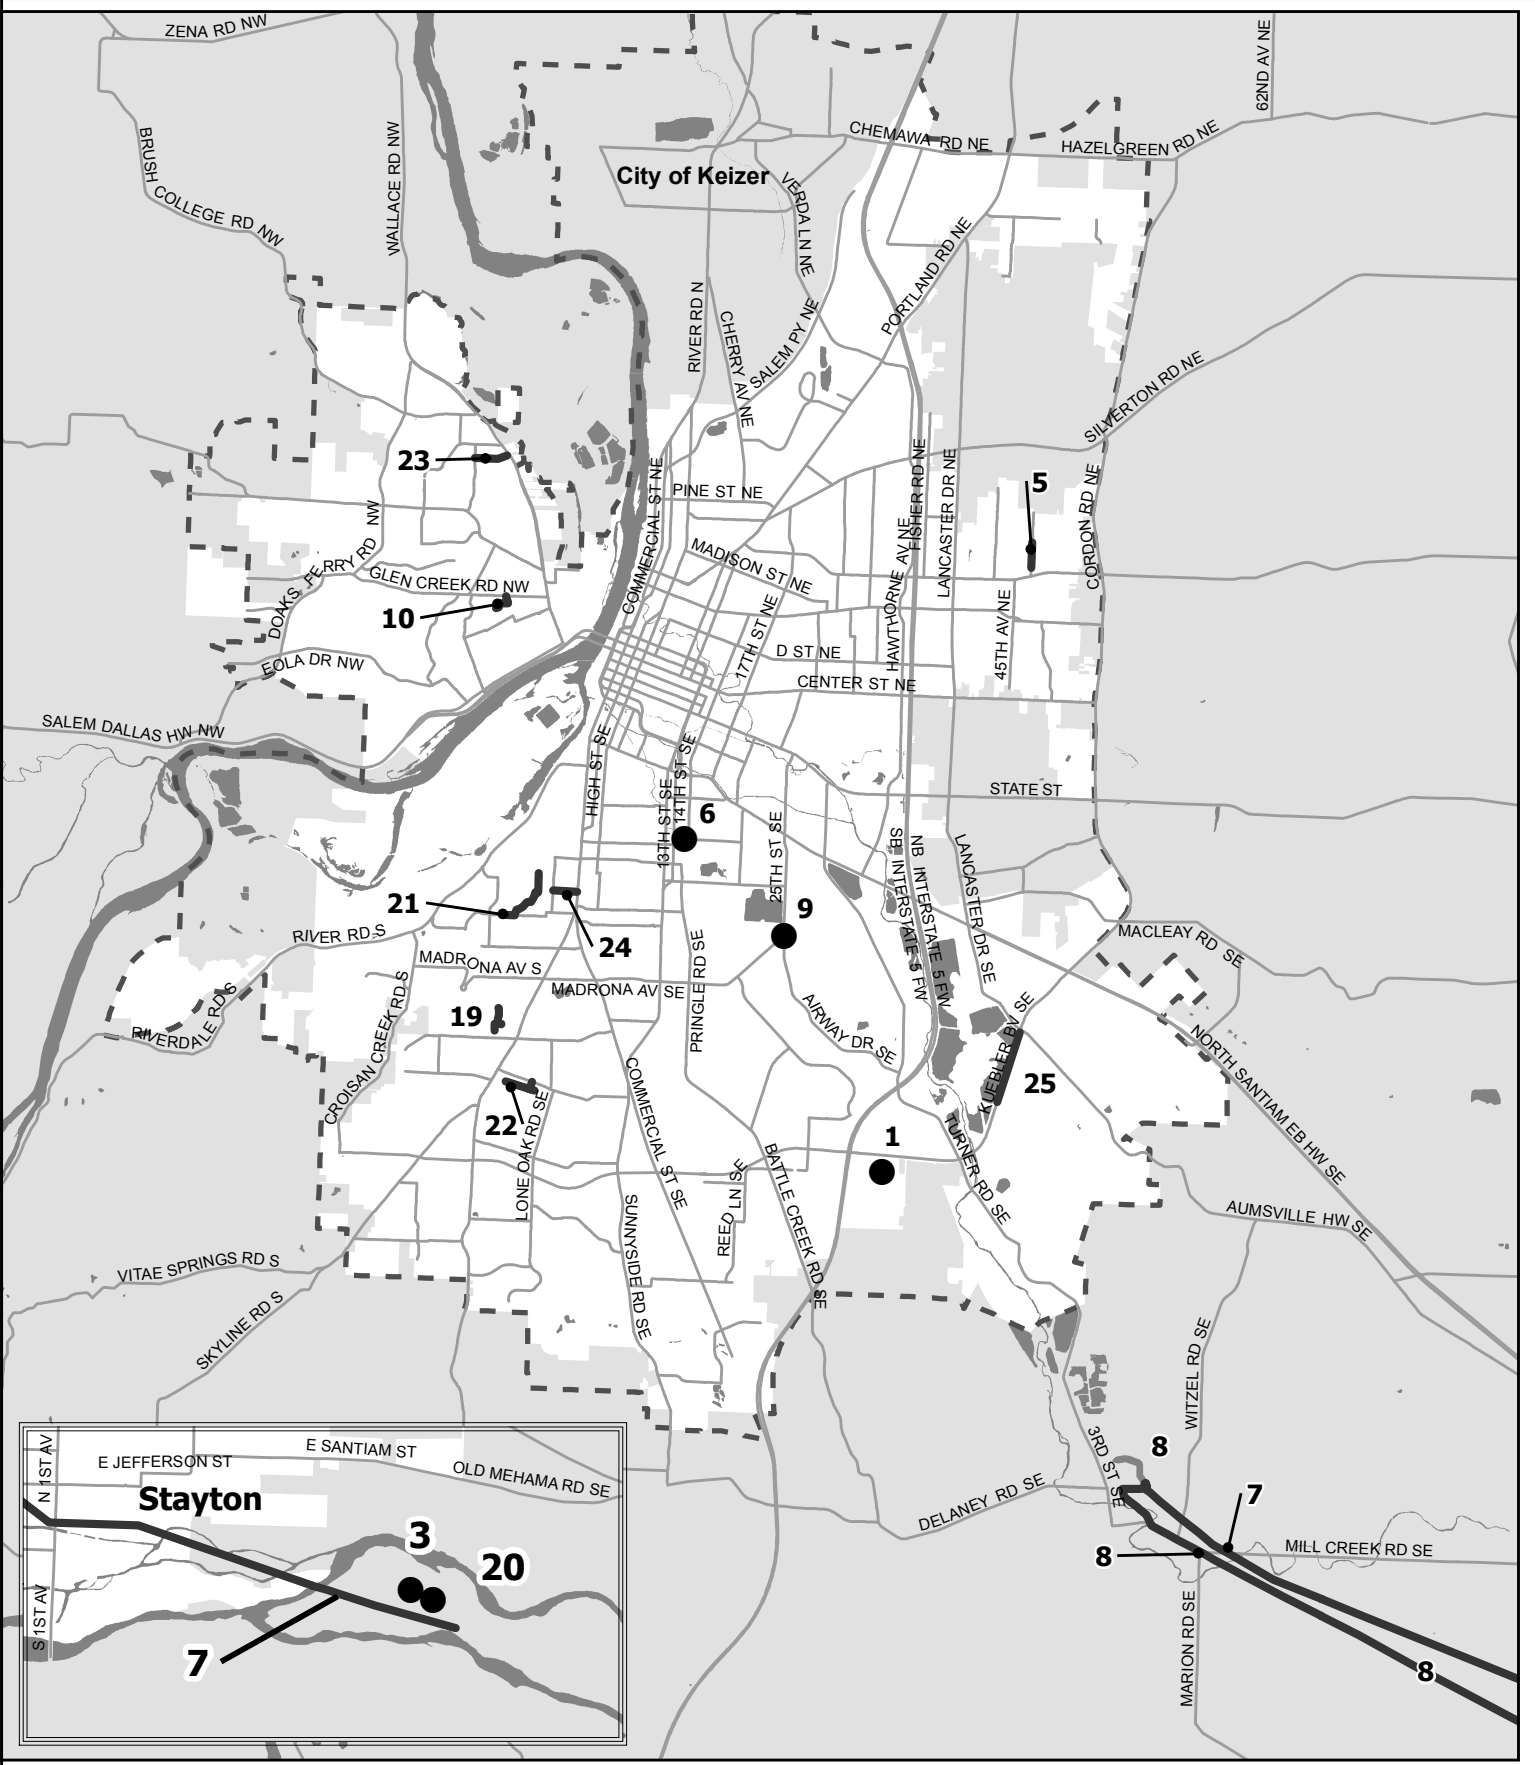 ZENA RD NW
62ND AV NE
BRUSH COLLEGE RD NW
WALLACE RD NW
CHEMAWA RD NE
HAZELGREEN RD NE
City of Keizer
VERDA LN NE
PORTLAND RD NE
RIVER RD N
CHERRY AV NE
SALEM PY NE
SILVERTON RD NE
23
5
PINE ST NE
COMMERCIAL ST NE
FISHER RD NE
LANCASTER DR NE
CORDON RD NE
DOAKS FERRY RD NW
MADISON ST NE
GLEN CREEK RD NW
10
HAWTHORNE AV NE
45TH AV NE
17TH ST NE
D ST NE
EOLA DR NW
CENTER ST NE
SALEM DALLAS HW NW
HIGH ST SE
13TH ST SE
14TH ST SE
STATE ST
6
25TH ST SE
SB INTERSTATE 5 FW
NB INTERSTATE 5 FW
LANCASTER DR SE
21
9
24
RIVER RD S
MACLEAY RD SE
MADRONA AV S
MADRONA AV SE
PRINGLE RD SE
RIVERDALE RD S
CROISAN CREEK RD S
19
AIRWAY DR SE
KUEBLER BV SE
NORTH SANTIAM EB HW SE
25
22
LONE OAK RD SE
COMMERCIAL ST SE
1
TURNER RD SE
BATTLE CREEK RD SE
REED LN SE
SUNNYSIDE RD SE
AUMSVILLE HW SE
VITAE SPRINGS RD S
SKYLINE RD S
WITZEL RD SE
3RD ST SE
8
7
DELANEY RD SE
8
MILL CREEK RD SE
MARION RD SE
8
N 1ST AV
E JEFFERSON ST
E SANTIAM ST
OLD MEHAMA RD SE
Stayton
3
20
S 1ST AV
7